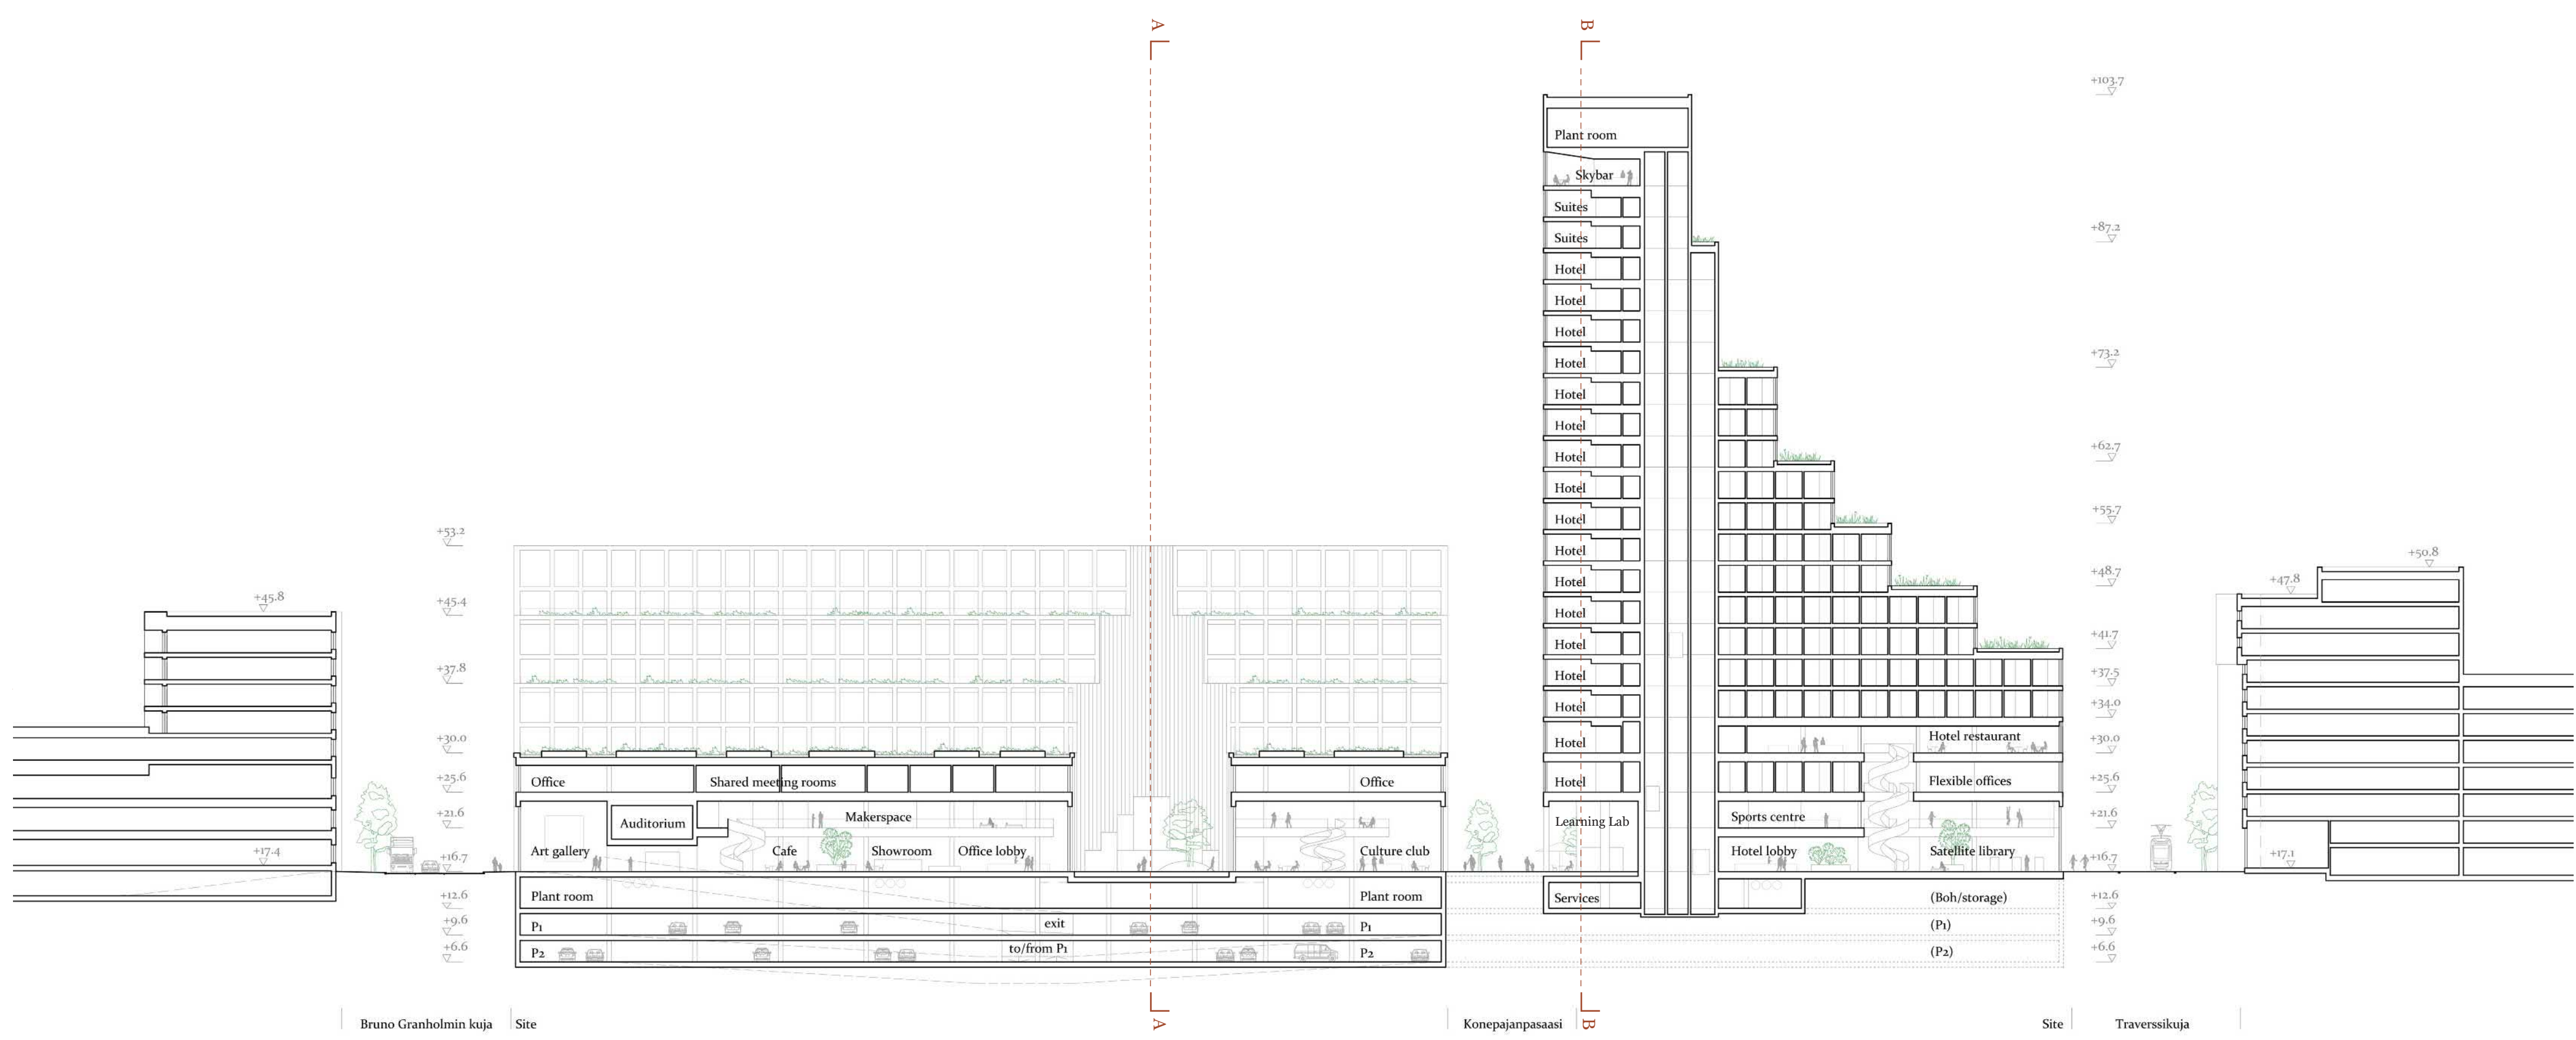 A
B
+103.7
Plant room
Skybar
Suites
+87.2
Suites
Hotel
Hotel
Hotel
+73.2
Hotel
Hotel
Hotel
+62.7
Hotel
Hotel
+55.7
Hotel
+53.2
Hotel
+50.8
+48.7
Hotel
+47.8
+45.8
+45.4
Hotel
+41.7
Hotel
+37.8
Hotel
+37.5
Hotel
+34.0
+30.0
Hotel
Hotel restaurant
+30.0
+25.6
Office
Shared meeting rooms
Office
Hotel
Flexible offices
+25.6
+21.6
Auditorium
Makerspace
Learning Lab
Sports centre
+21.6
+17.4
+16.7
Art gallery
Cafe
Showroom
Office lobby
Culture club
Hotel lobby
Satellite library
+16.7
+17.1
+12.6
Plant room
Plant room
Services
(Boh/storage)
+12.6
+9.6
P1
exit
P1
(P1)
+9.6
+6.6
P2
to/from P1
P2
(P2)
+6.6
Bruno Granholmin kuja
Site
A
Konepajanpasaasi
B
Site
Traverssikuja